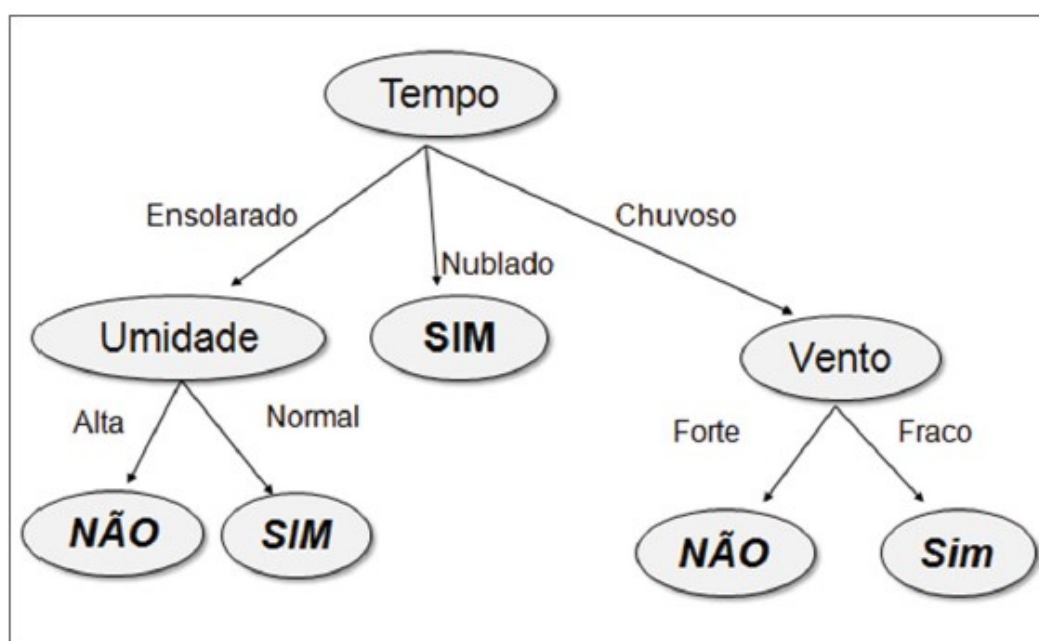 Tempo
Ensolarado
Chuvoso
Nublado
Umidade
SIM
Vento
Alta
Normal
Forte
Fraco
NÃO
SIM
NÃO
Sim